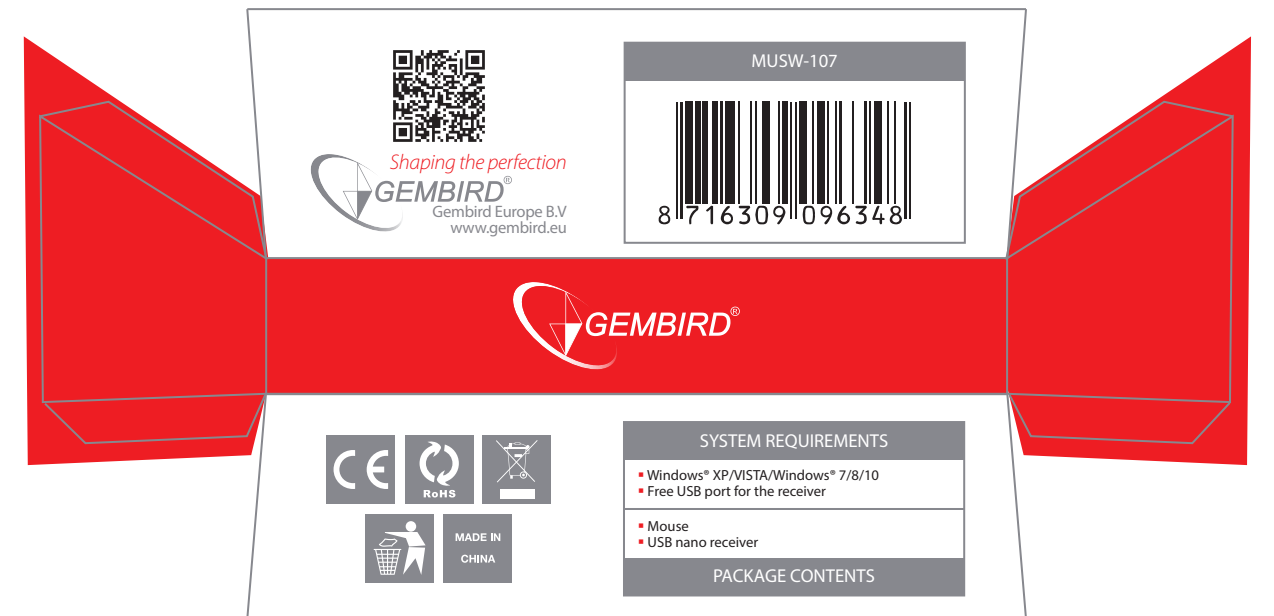 MUSW-107
8 716309 096348
Shaping the perfection
GEMBIRD®
Gembird Europe B.V
www.gembird.eu
GEMBIRD®
CE
RoHS
MADE IN
CHINA
SYSTEM REQUIREMENTS
▪ Windows® XP/VISTA/Windows® 7/8/10
▪ Free USB port for the receiver
▪ Mouse
▪ USB nano receiver
PACKAGE CONTENTS